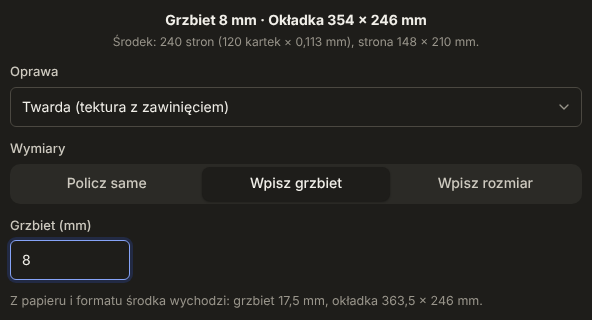 Grzbiet 8 mm · Okładka 354 × 246 mm
Środek: 240 stron (120 kartek × 0,113 mm), strona 148 × 210 mm.
Oprawa
Twarda (tektura z zawinięciem)
Wymiary
Policz same
Wpisz grzbiet
Wpisz rozmiar
Grzbiet (mm)
8
Z papieru i formatu środka wychodzi: grzbiet 17,5 mm, okładka 363,5 × 246 mm.